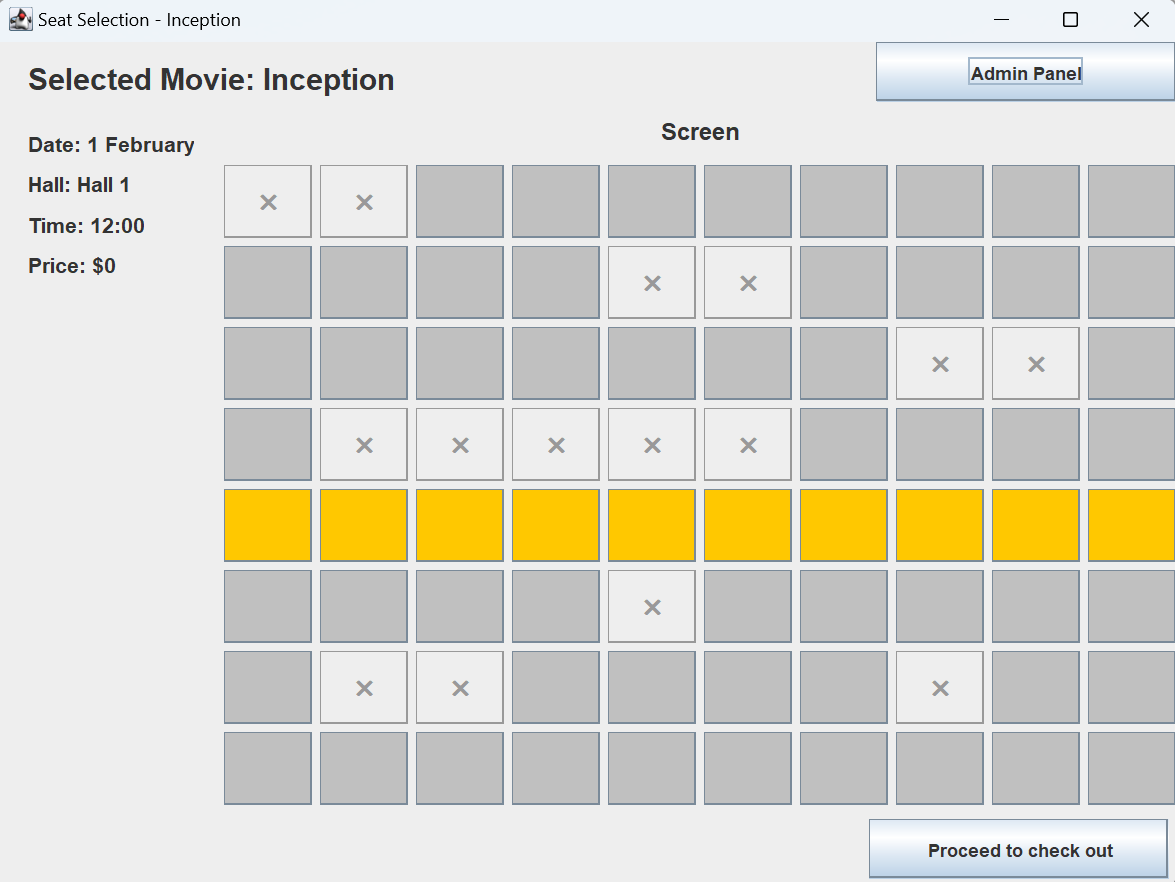 Seat Selection - Inception
Selected Movie: Inception
Admin Panel
Screen
Date: 1 February
Hall: Hall 1
Time: 12:00
Price: $0
✕ ✕
✕ ✕
✕ ✕
✕ ✕ ✕ ✕ ✕
✕
✕ ✕ ✕
Proceed to check out